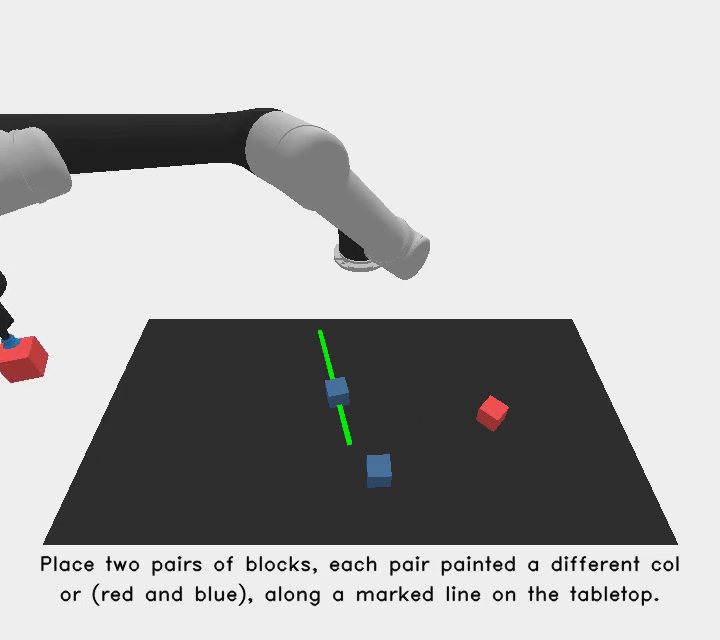 Place two pairs of blocks, each pair painted a different col
or (red and blue), along a marked line on the tabletop.